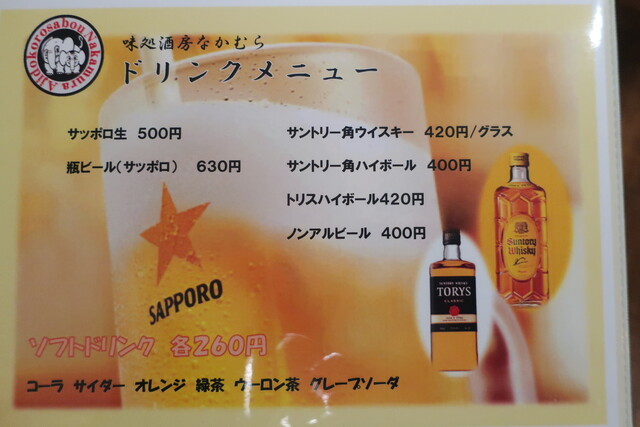 Ajidokorosabou Nakamura
味処酒房なかむら
ドリンクメニュー
サッポロ生 500円
瓶ビール(サッポロ) 630円
サントリー角ウイスキー 420円/グラス
サントリー角ハイボール 400円
トリスハイボール420円
ノンアルビール 400円
SAPPORO
Suntory
Whisky
TORYS
CLASSIC
ソフトドリンク 各260円
コーラ サイダー オレンジ 緑茶 ウーロン茶 グレープソーダ